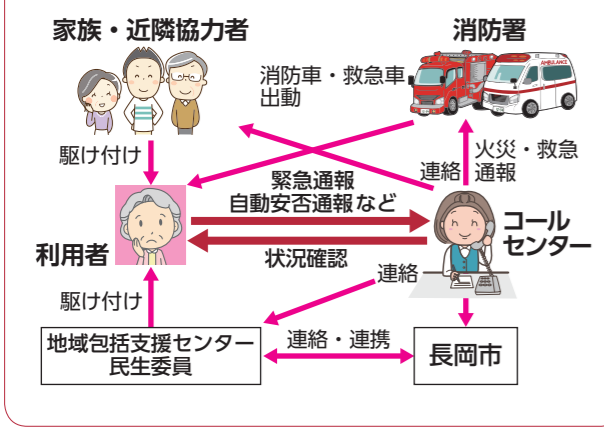 家族・近隣協力者
消防署
AMBULANCE
消防車・救急車
出動
駆け付け
連絡
火災・救急
通報
緊急通報
自動安否通報など
利用者
コール
センター
状況確認
連絡
駆け付け
地域包括支援センター
民生委員
連絡・連携
長岡市